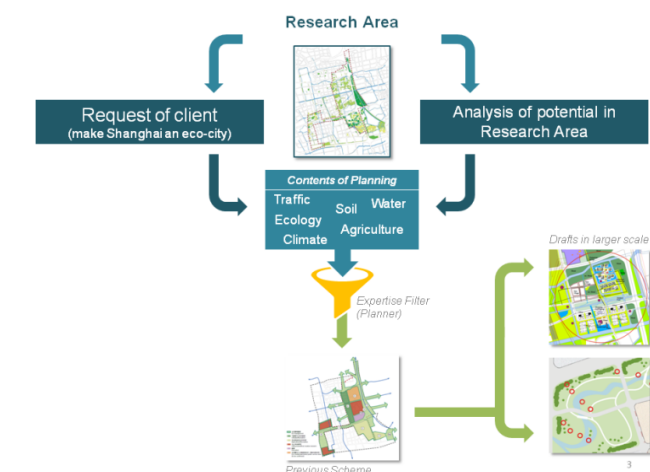 Research Area
Request of client
(make Shanghai an eco-city)
Analysis of potential in
Research Area
Contents of Planning
Traffic
Soil
Water
Ecology
Agriculture
Climate
Expertise Filter
(Planner)
Drafts in larger scale
Previous Scheme
3